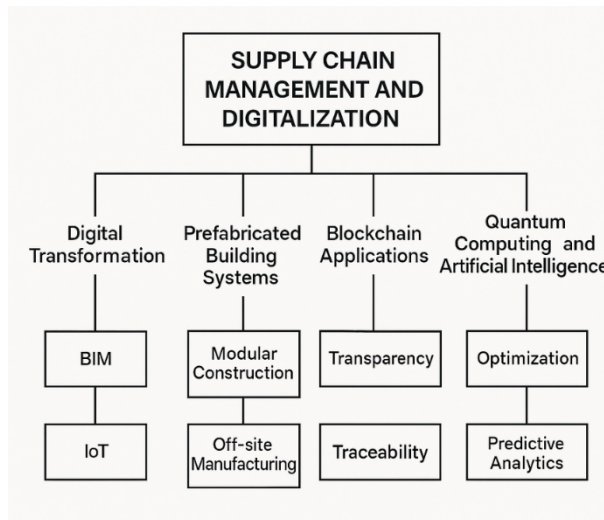 SUPPLY CHAIN
MANAGEMENT AND
DIGITALIZATION
Digital
Transformation
Prefabricated
Building
Systems
Blockchain
Applications
Quantum
Computing and
Artificial Intelligence
BIM
Modular
Construction
Transparency
Optimization
IoT
Off-site
Manufacturing
Traceability
Predictive
Analytics